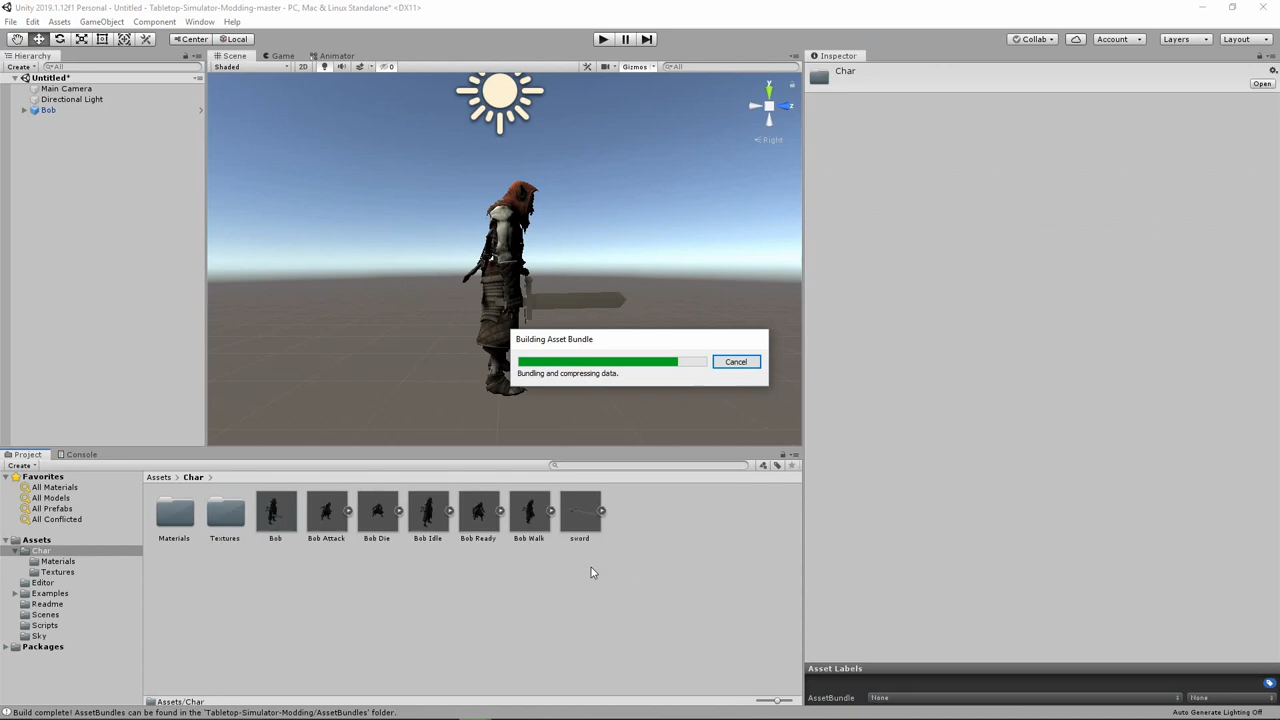 Unity 2019.1.12f1 Personal - Untitled - Tabletop-Simulator-Modding-master - PC, Mac & Linux Standalone* <DX11>
File Edit Assets GameObject Component Window Help
Center Local Collab Account Layers Layout
Hierarchy Scene Game Animator Inspector
Create All Shaded 2D 0 Gizmos All Char
Untitled* Open
Main Camera
Directional Light
Bob
y
z
Right
Building Asset Bundle
Cancel
Bundling and compressing data.
Project Console
Create
Favorites Assets Char
All Materials
All Models
All Prefabs
All Conflicted
Materials Textures Bob Bob Attack Bob Die Bob Idle Bob Ready Bob Walk sword
Assets
Char
Materials
Textures
Editor
Examples
Readme
Scenes
Scripts
Sky
Packages
Asset Labels
Assets/Char AssetBundle None None
Build complete! AssetBundles can be found in the 'Tabletop-Simulator-Modding/AssetBundles' folder. Auto Generate Lighting Off